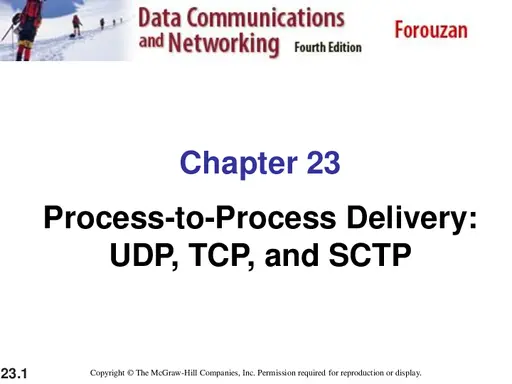 Data Communications
and Networking Fourth Edition
Forouzan
Chapter 23
Process-to-Process Delivery:
UDP, TCP, and SCTP
23.1
Copyright © The McGraw-Hill Companies, Inc. Permission required for reproduction or display.